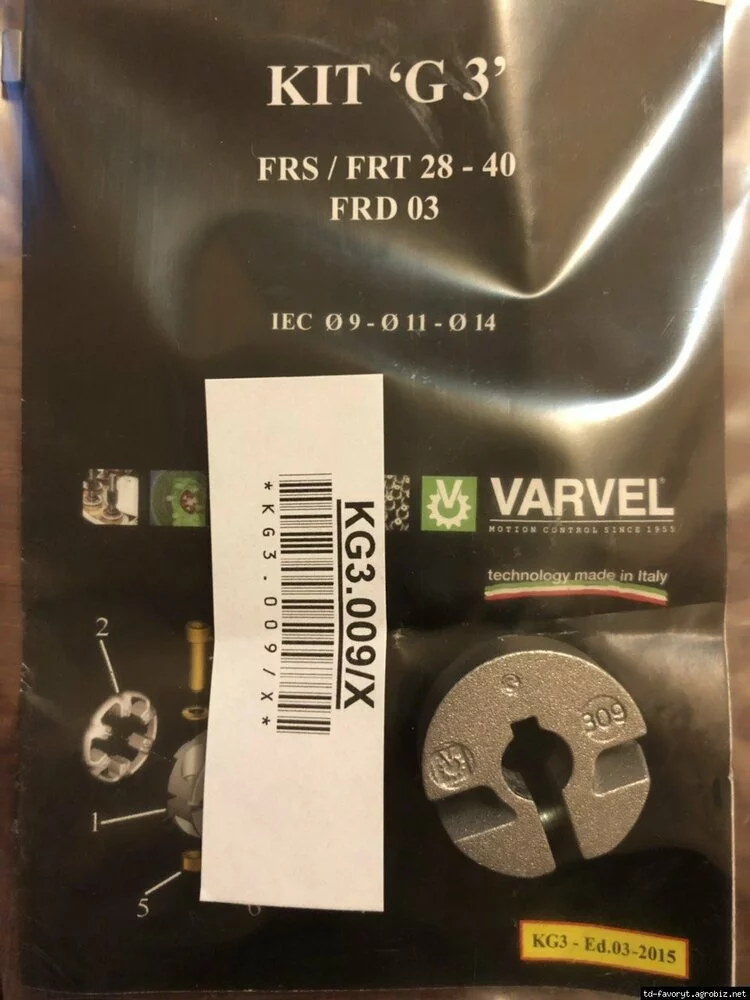 KIT ‘G 3’
FRS / FRT 28 - 40
FRD 03
IEC Ø 9 - Ø 11 - Ø 14
VARVEL®
MOTION CONTROL SINCE 1955
technology made in Italy
KG3.009/X
*KG3.009/X*
2
1
5
6
309
KG3 - Ed.03-2015
td-favoryt.agrobiz.net